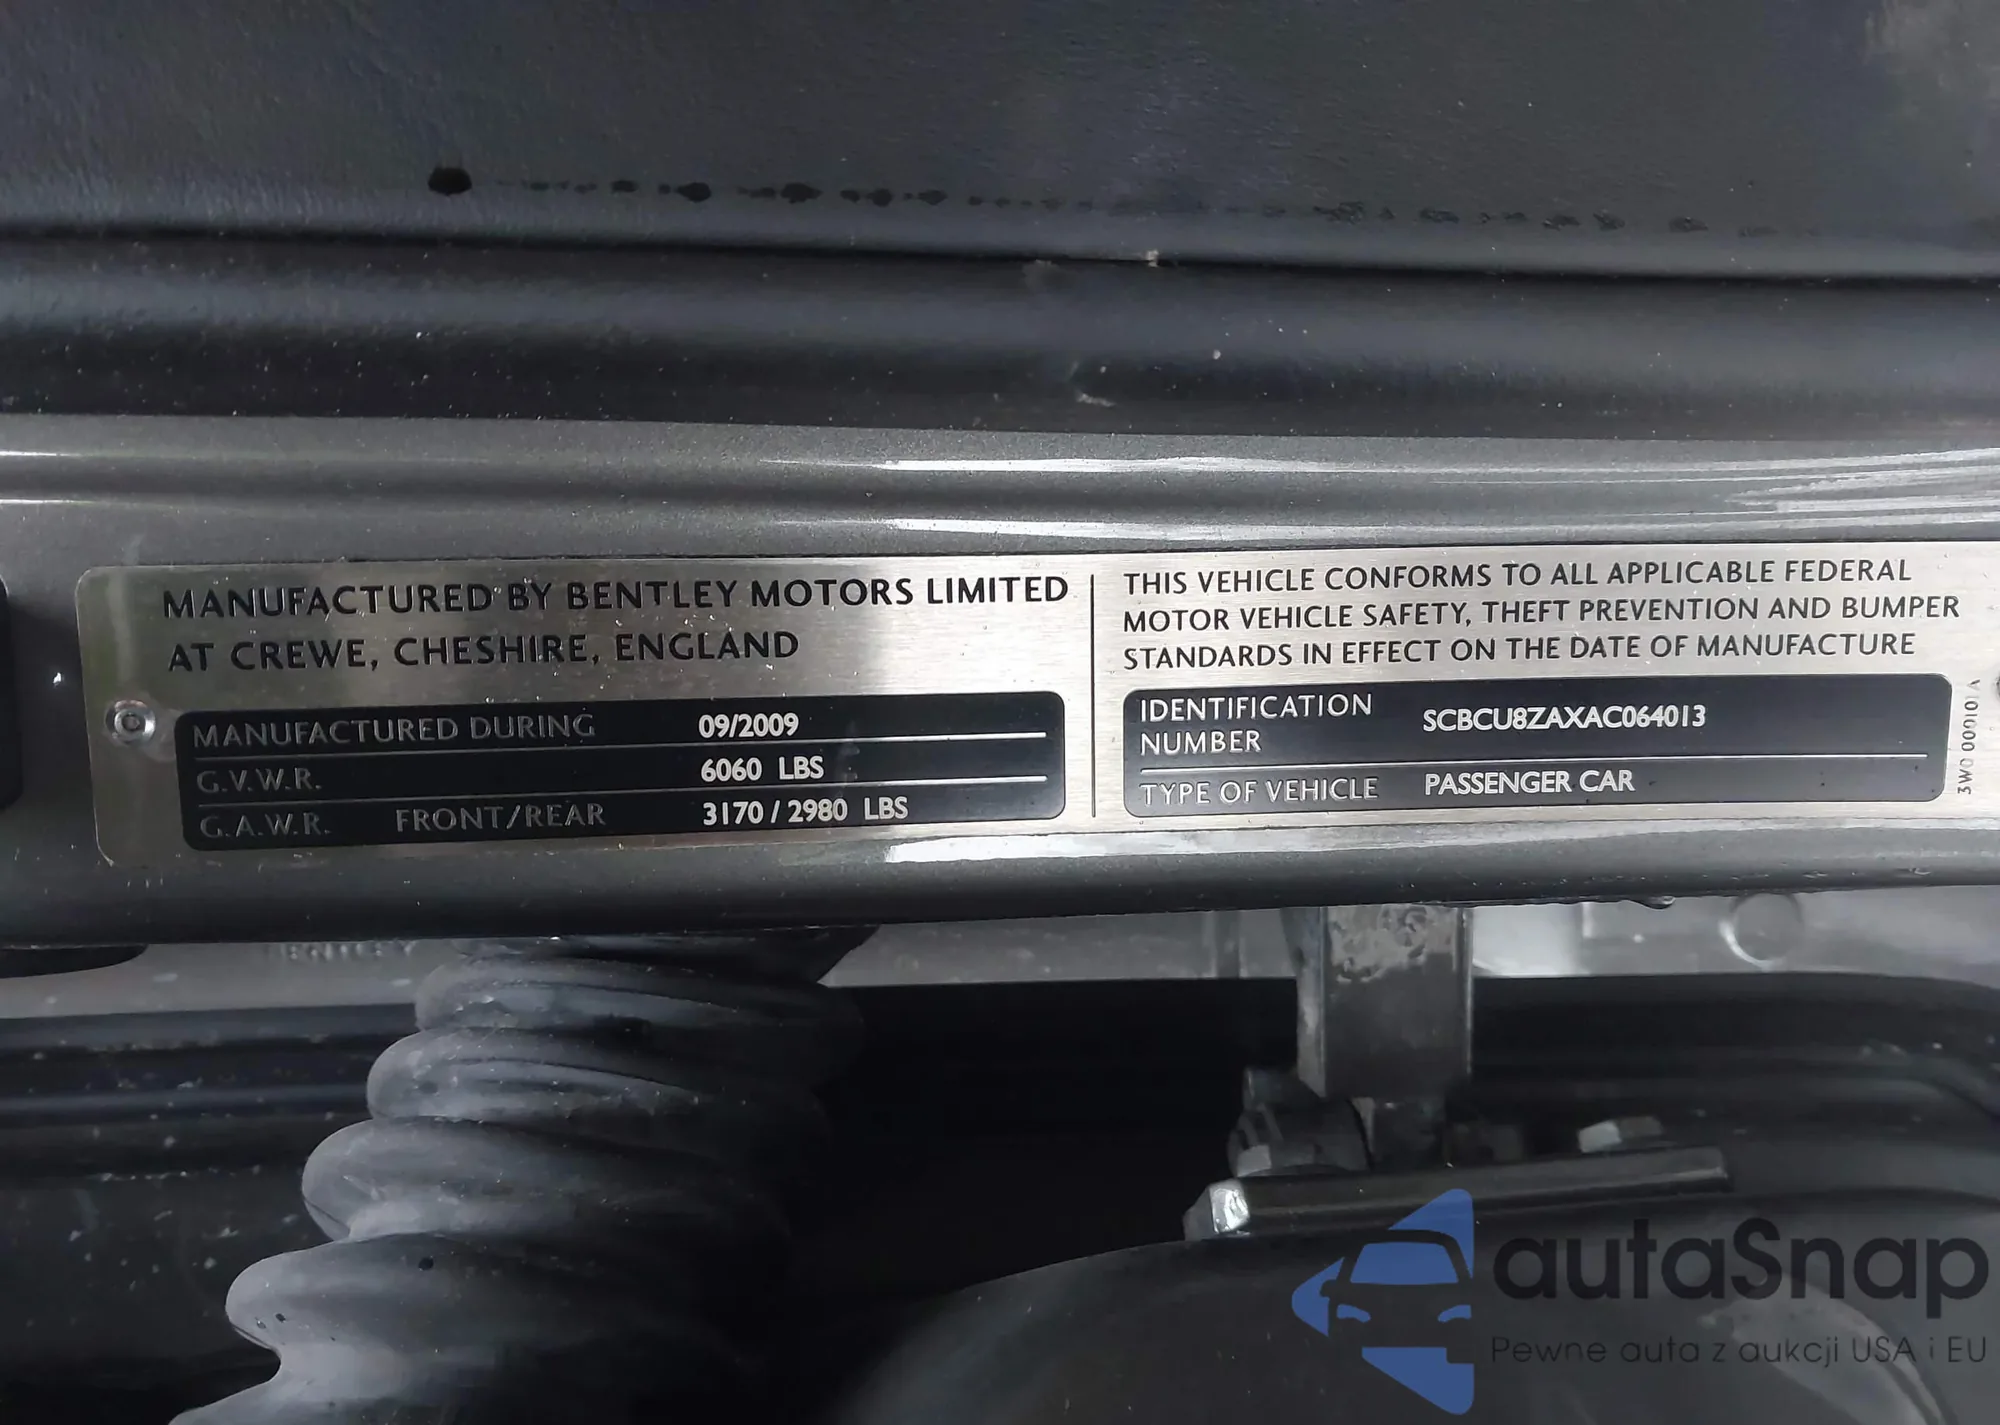 MANUFACTURED BY BENTLEY MOTORS LIMITED
AT CREWE, CHESHIRE, ENGLAND
MANUFACTURED DURING 09/2009
G.V.W.R. 6060 LBS
G.A.W.R. FRONT/REAR 3170 / 2980 LBS
THIS VEHICLE CONFORMS TO ALL APPLICABLE FEDERAL
MOTOR VEHICLE SAFETY, THEFT PREVENTION AND BUMPER
STANDARDS IN EFFECT ON THE DATE OF MANUFACTURE
IDENTIFICATION
NUMBER SCBCU8ZAXAC064013
TYPE OF VEHICLE PASSENGER CAR
3W0 000101 A
autaSnap
Pewne auta z aukcji USA i EU